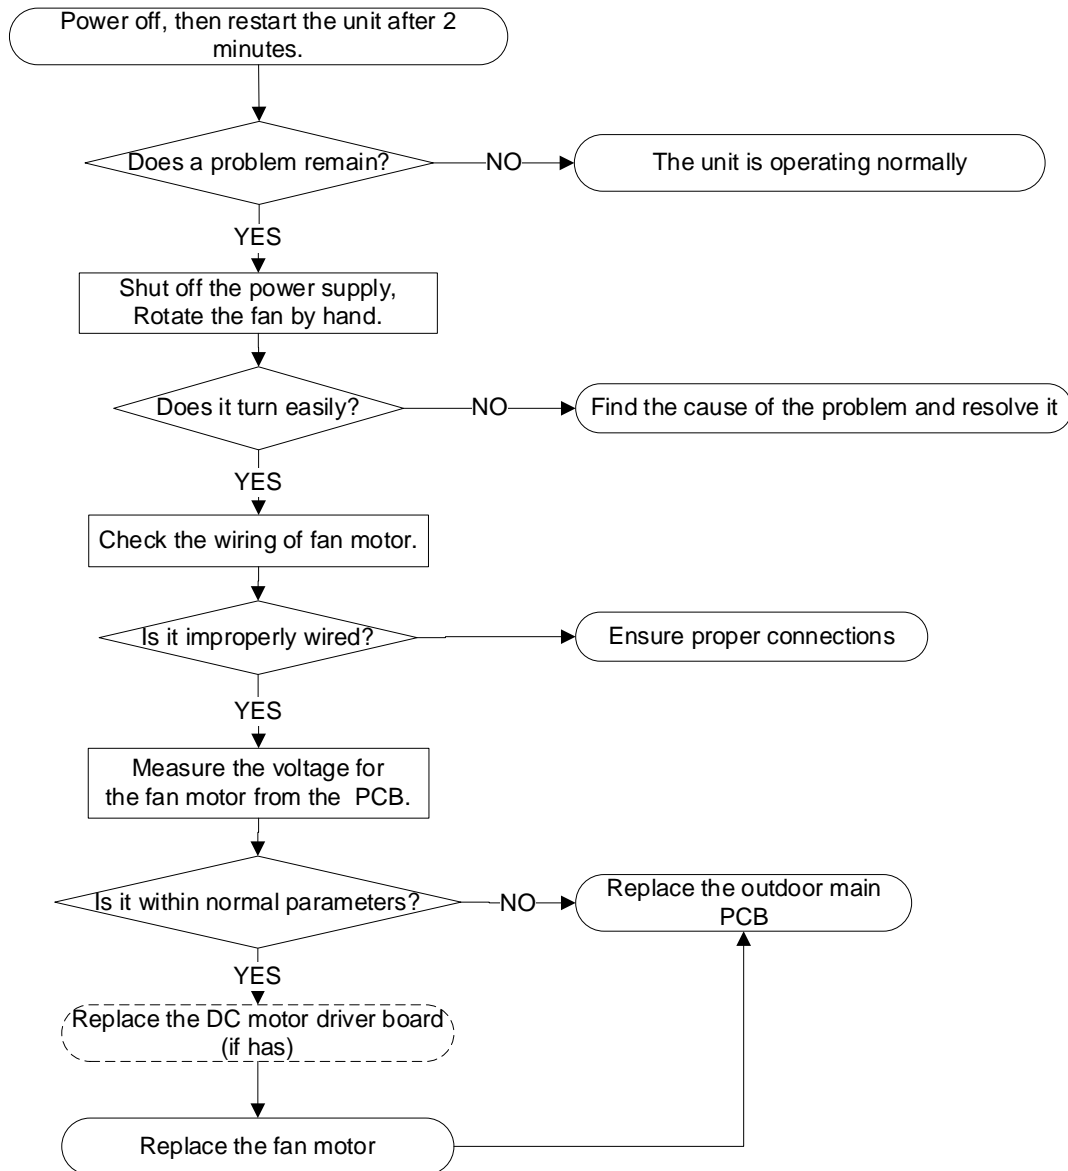 Power off, then restart the unit after 2
minutes.
Does a problem remain?
NO
The unit is operating normally
YES
Shut off the power supply,
Rotate the fan by hand.
Does it turn easily?
NO
Find the cause of the problem and resolve it
YES
Check the wiring of fan motor.
Is it improperly wired?
Ensure proper connections
YES
Measure the voltage for
the fan motor from the PCB.
Is it within normal parameters?
NO
Replace the outdoor main
PCB
YES
Replace the DC motor driver board
(if has)
Replace the fan motor